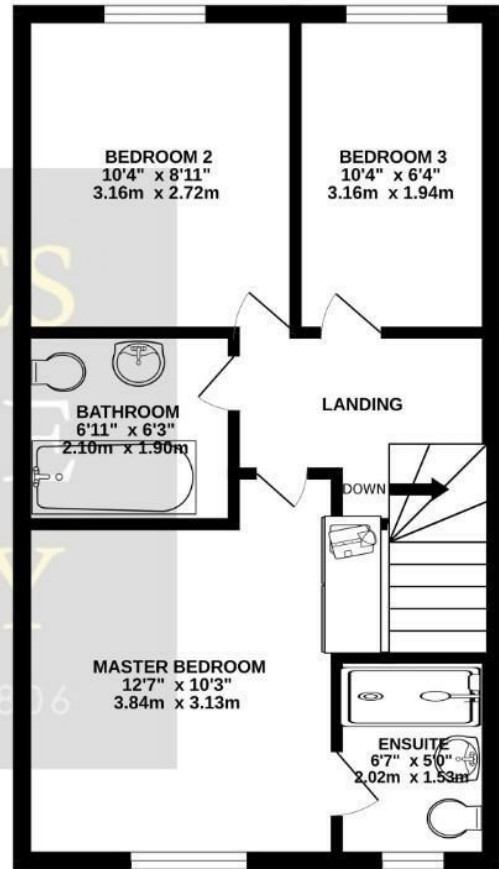 BEDROOM 2
10'4" x 8'11"
3.16m x 2.72m
BEDROOM 3
10'4" x 6'4"
3.16m x 1.94m
BATHROOM
6'11" x 6'3"
2.10m x 1.90m
LANDING
DOWN
MASTER BEDROOM
12'7" x 10'3"
3.84m x 3.13m
ENSUITE
6'7" x 5'0"
2.02m x 1.53m
ES
E
Y
806